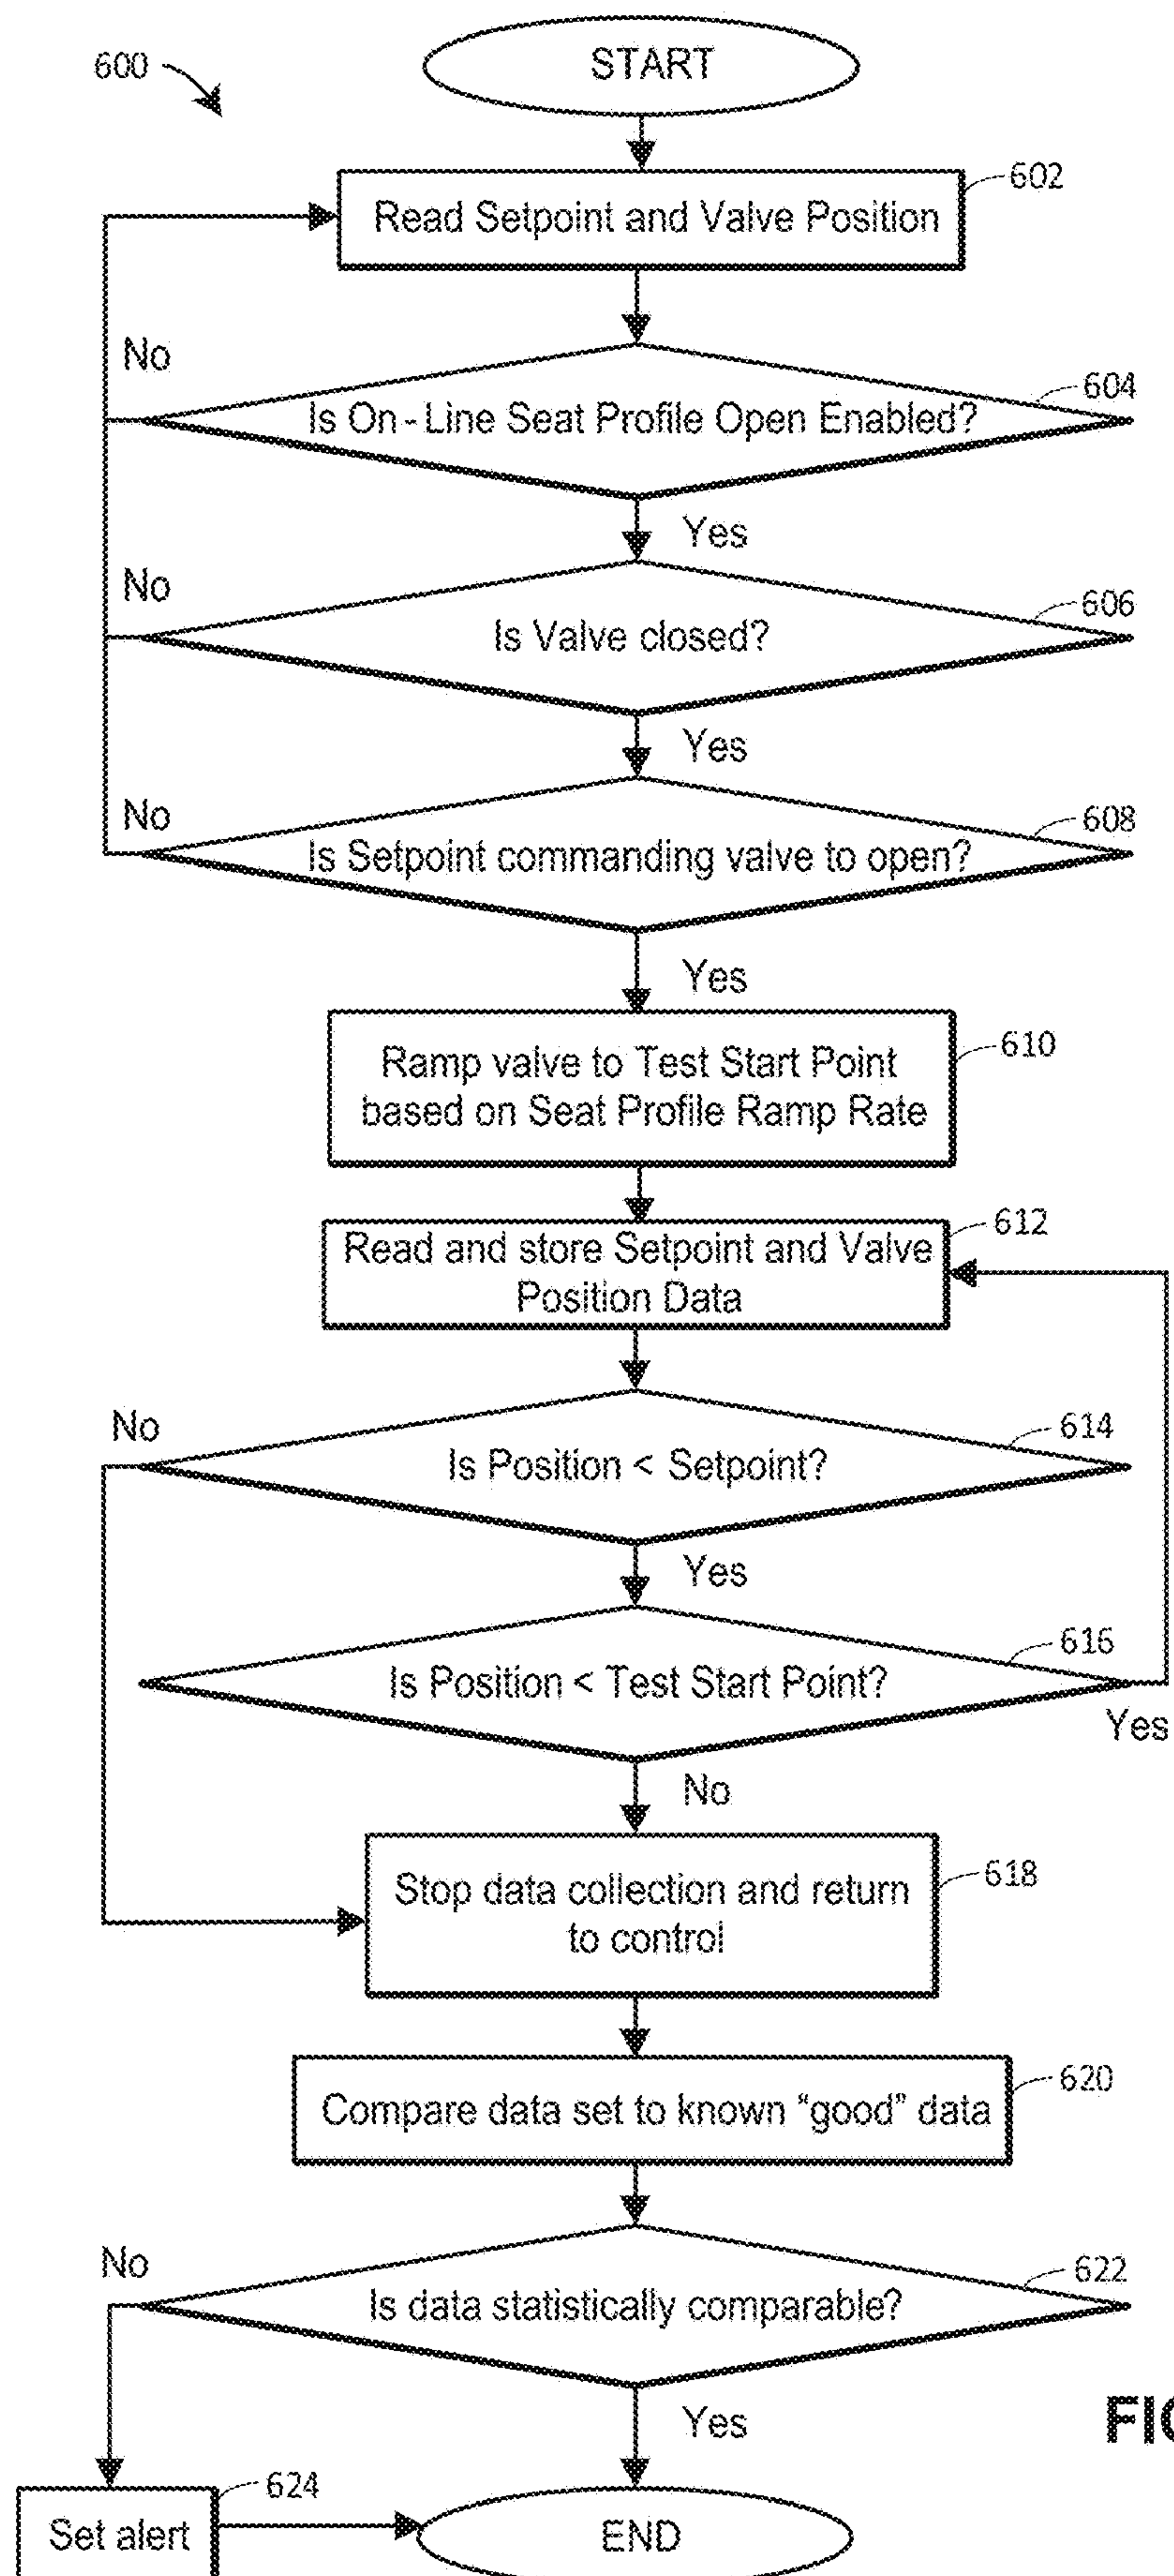 600
START
602
Read Setpoint and Valve Position
No
604
Is On-Line Seat Profile Open Enabled?
Yes
No
606
Is Valve closed?
Yes
No
608
Is Setpoint commanding valve to open?
Yes
610
Ramp valve to Test Start Point
based on Seat Profile Ramp Rate
612
Read and store Setpoint and Valve
Position Data
No
614
Is Position < Setpoint?
Yes
616
Is Position < Test Start Point?
Yes
No
618
Stop data collection and return
to control
620
Compare data set to known “good” data
No
622
Is data statistically comparable?
Yes
624
Set alert
END